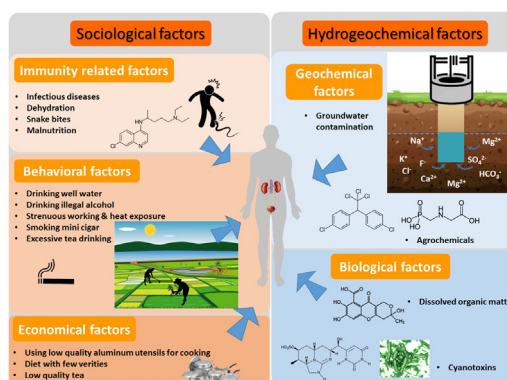 Sociological factors
Immunity related factors
• Infectious diseases
• Dehydration
• Snake bites
• Malnutrition
HN
N
Cl
N
Behavioral factors
• Drinking well water
• Drinking illegal alcohol
• Strenuous working & heat exposure
• Smoking mini cigar
• Excessive tea drinking
Economical factors
• Using low quality aluminum utensils for cooking
• Diet with few verities
• Low quality tea
Hydrogeochemical factors
Geochemical factors
• Groundwater contamination
Na⁺
Mg²⁺
K⁺
F⁻
SO₄²⁻
Cl⁻
Ca²⁺
Mg²⁺
HCO₃⁻
• Agrochemicals
Biological factors
• Dissolved organic matt
• Cyanotoxins